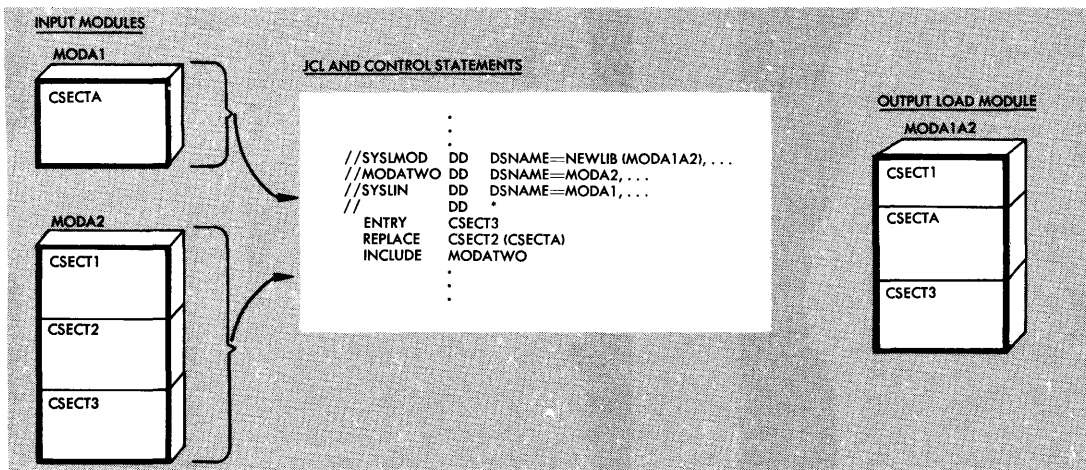 INPUT MODULES
MODA1
CSECTA
MODA2
CSECT1
CSECT2
CSECT3
JCL AND CONTROL STATEMENTS
.
.
.
//SYSLMOD DD DSNAME=NEWLIB (MODA1A2), . . .
//MODATWO DD DSNAME=MODA2, . . .
//SYSLIN DD DSNAME=MODA1, . . .
// DD *
ENTRY CSECT3
REPLACE CSECT2 (CSECTA)
INCLUDE MODATWO
.
.
.
OUTPUT LOAD MODULE
MODA1A2
CSECT1
CSECTA
CSECT3